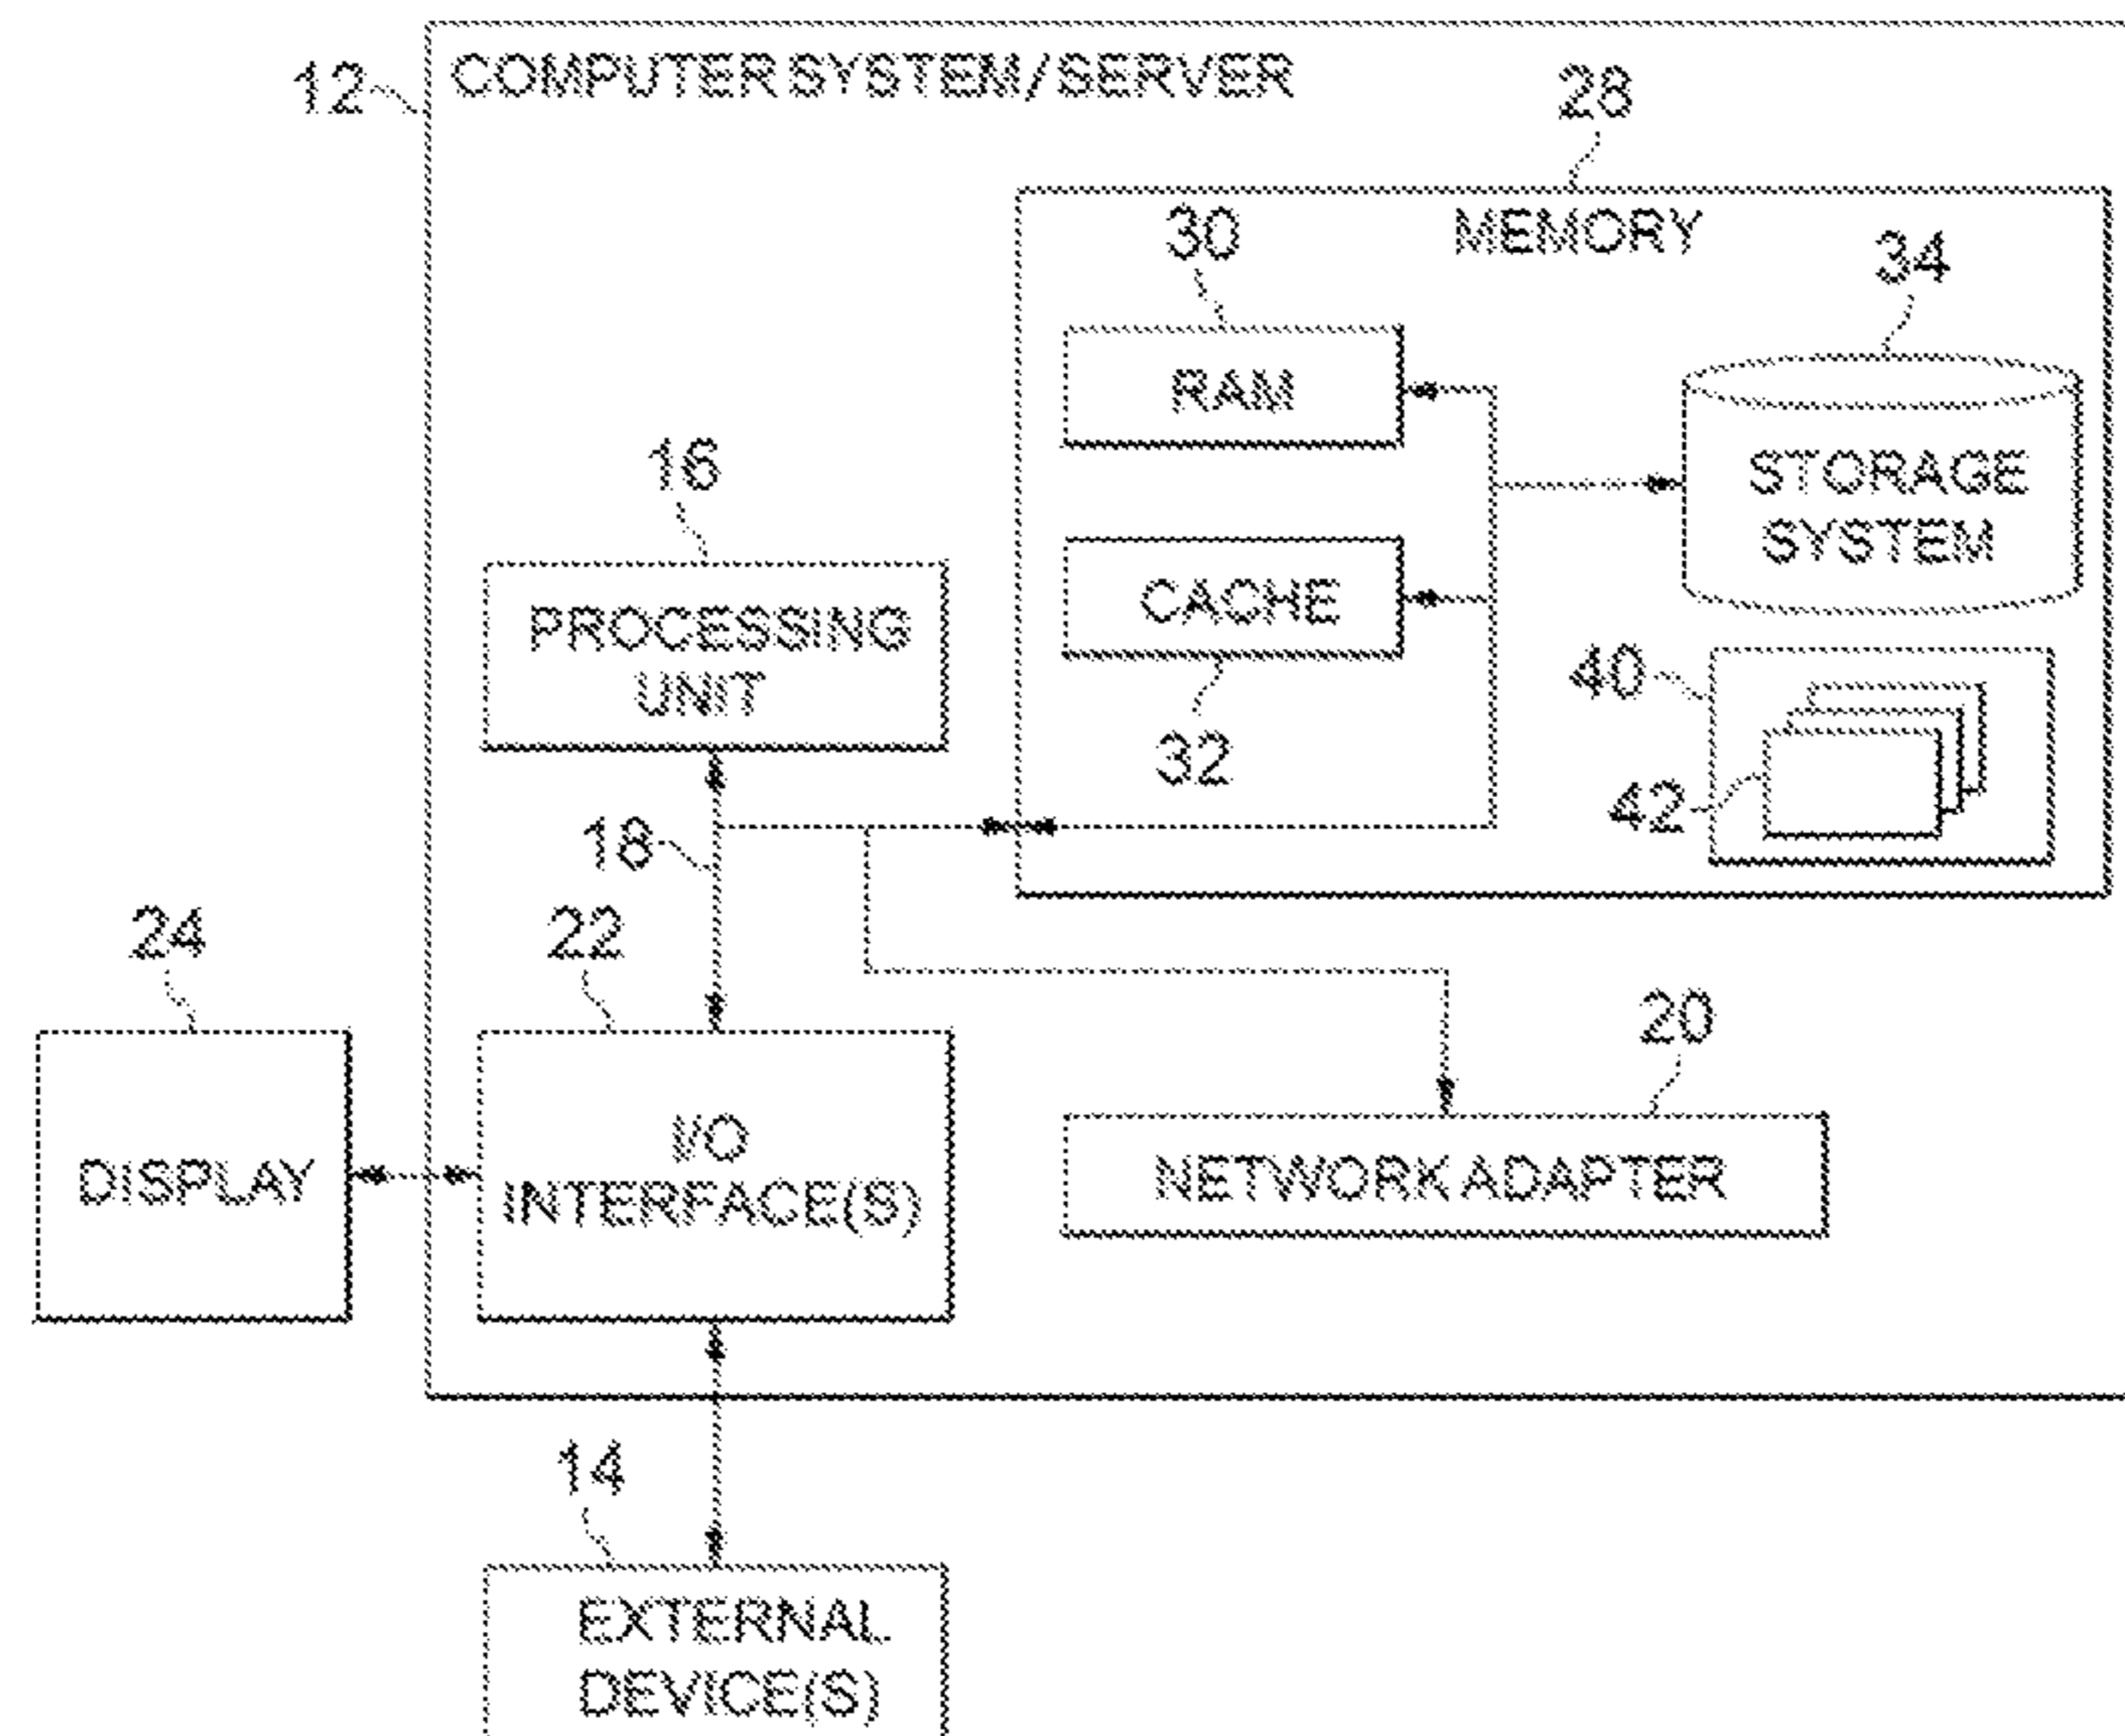 12
COMPUTER SYSTEM/SERVER
28
MEMORY
30
34
RAM
STORAGE
SYSTEM
16
PROCESSING
UNIT
CACHE
32
40
42
18
24
22
20
DISPLAY
I/O
INTERFACE(S)
NETWORK ADAPTER
14
EXTERNAL
DEVICE(S)